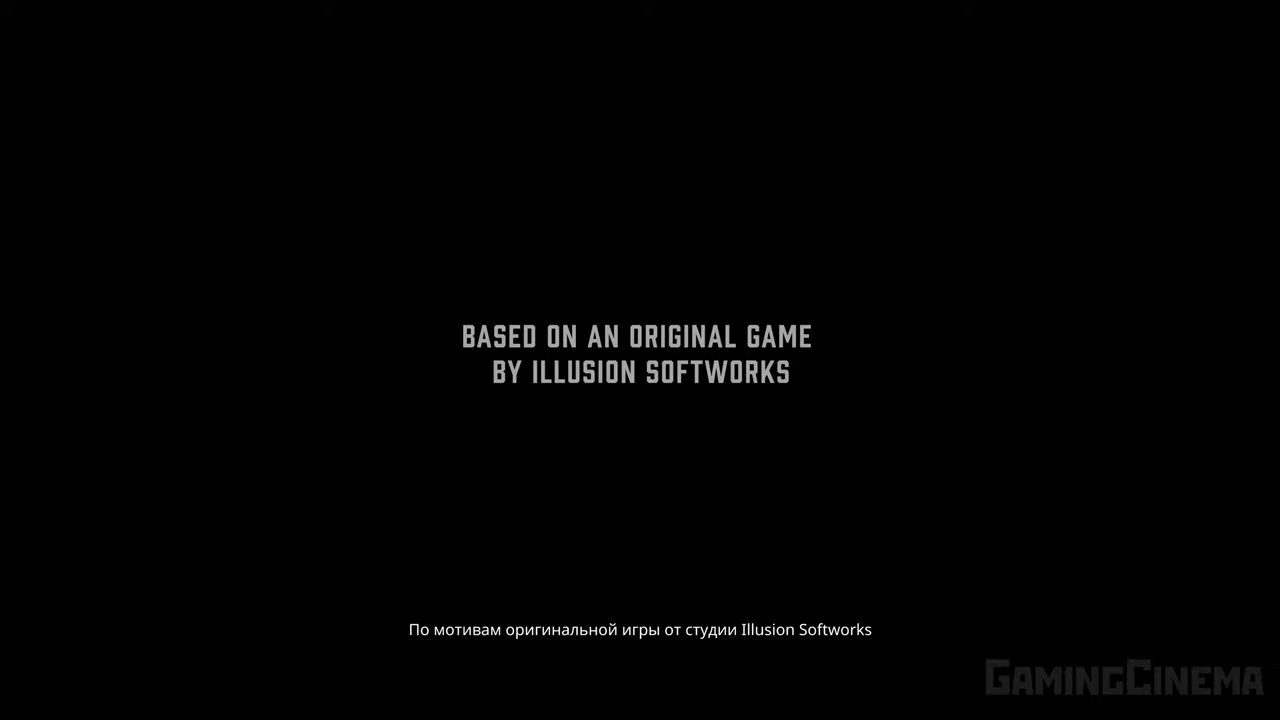 BASED ON AN ORIGINAL GAME
BY ILLUSION SOFTWORKS
По мотивам оригинальной игры от студии Illusion Softworks
GAMINGCINEMA